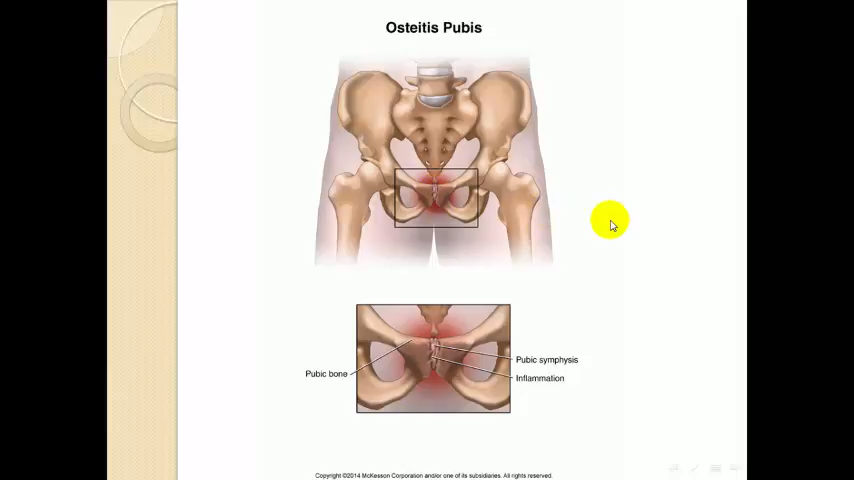 Osteitis Pubis
Pubic symphysis
Pubic bone
Inflammation
Copyright ©2014 McKesson Corporation and/or one of its subsidiaries. All rights reserved.